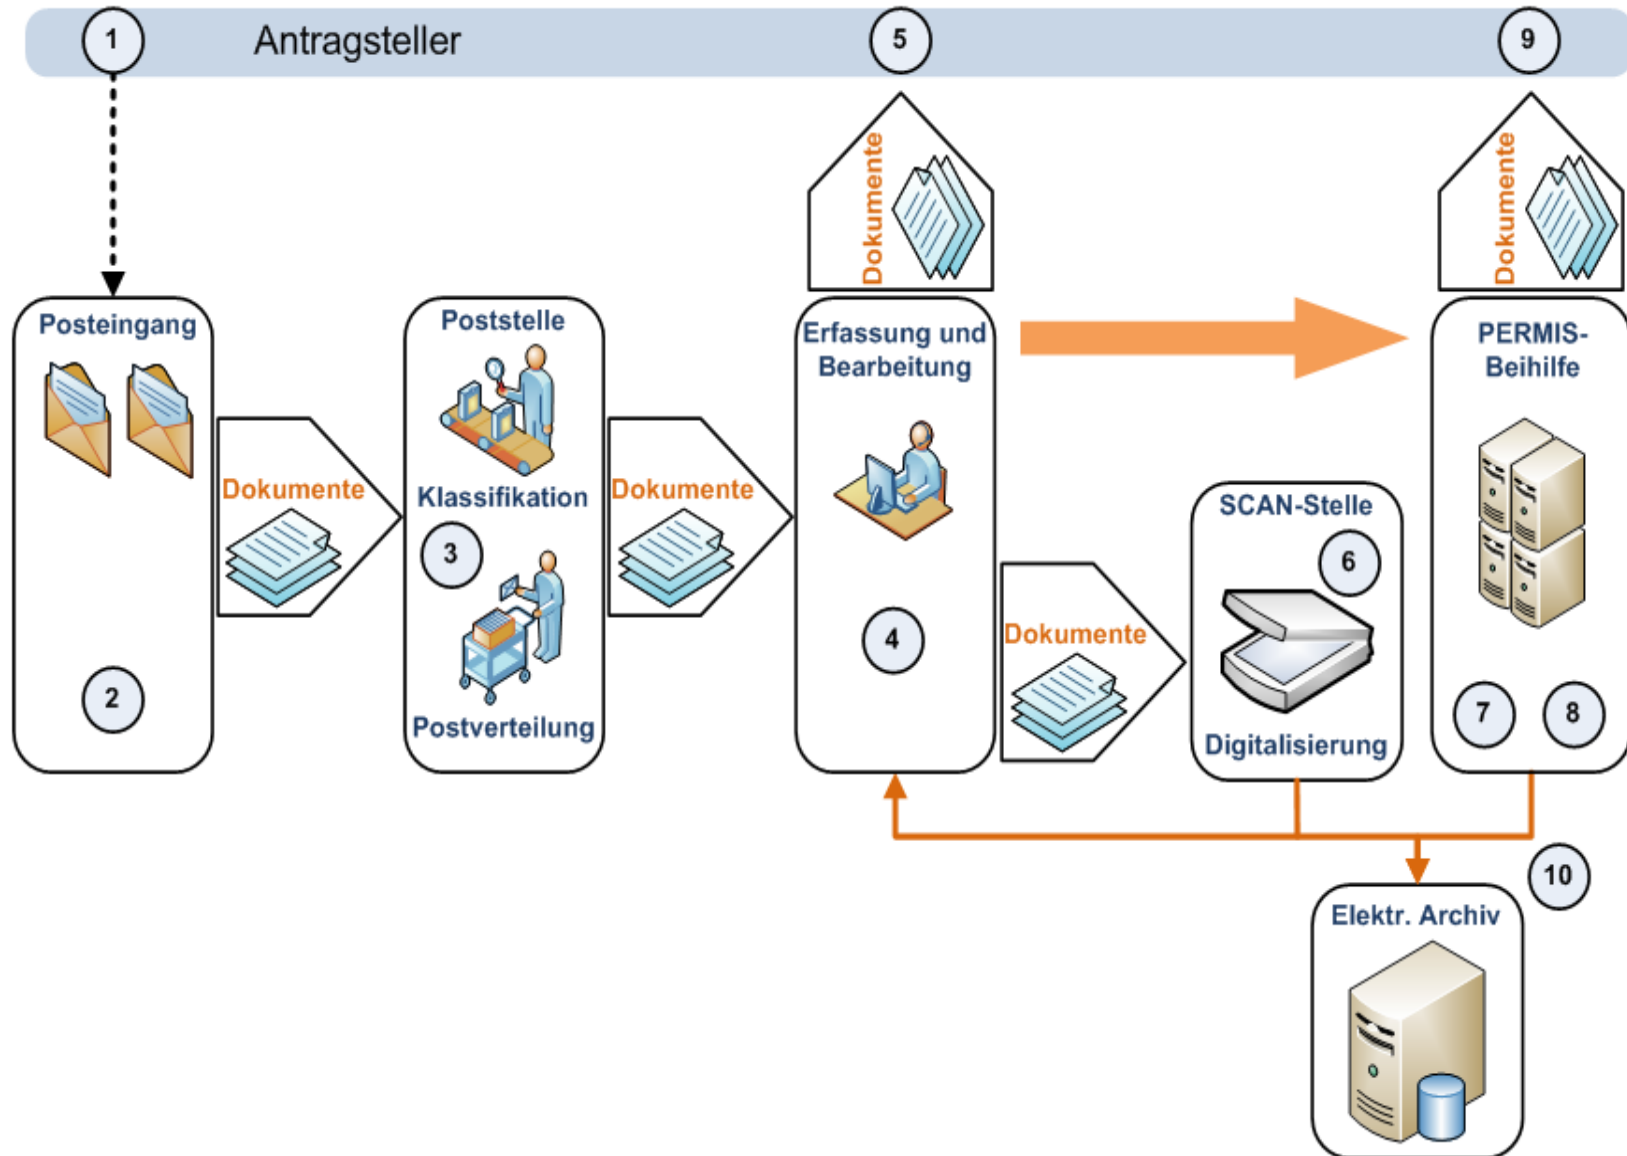 1
Antragsteller
5
9
Dokumente
Dokumente
Posteingang
2
Dokumente
Poststelle
Klassifikation
3
Postverteilung
Dokumente
Erfassung und
Bearbeitung
4
Dokumente
SCAN-Stelle
6
Digitalisierung
PERMIS-
Beihilfe
7
8
10
Elektr. Archiv